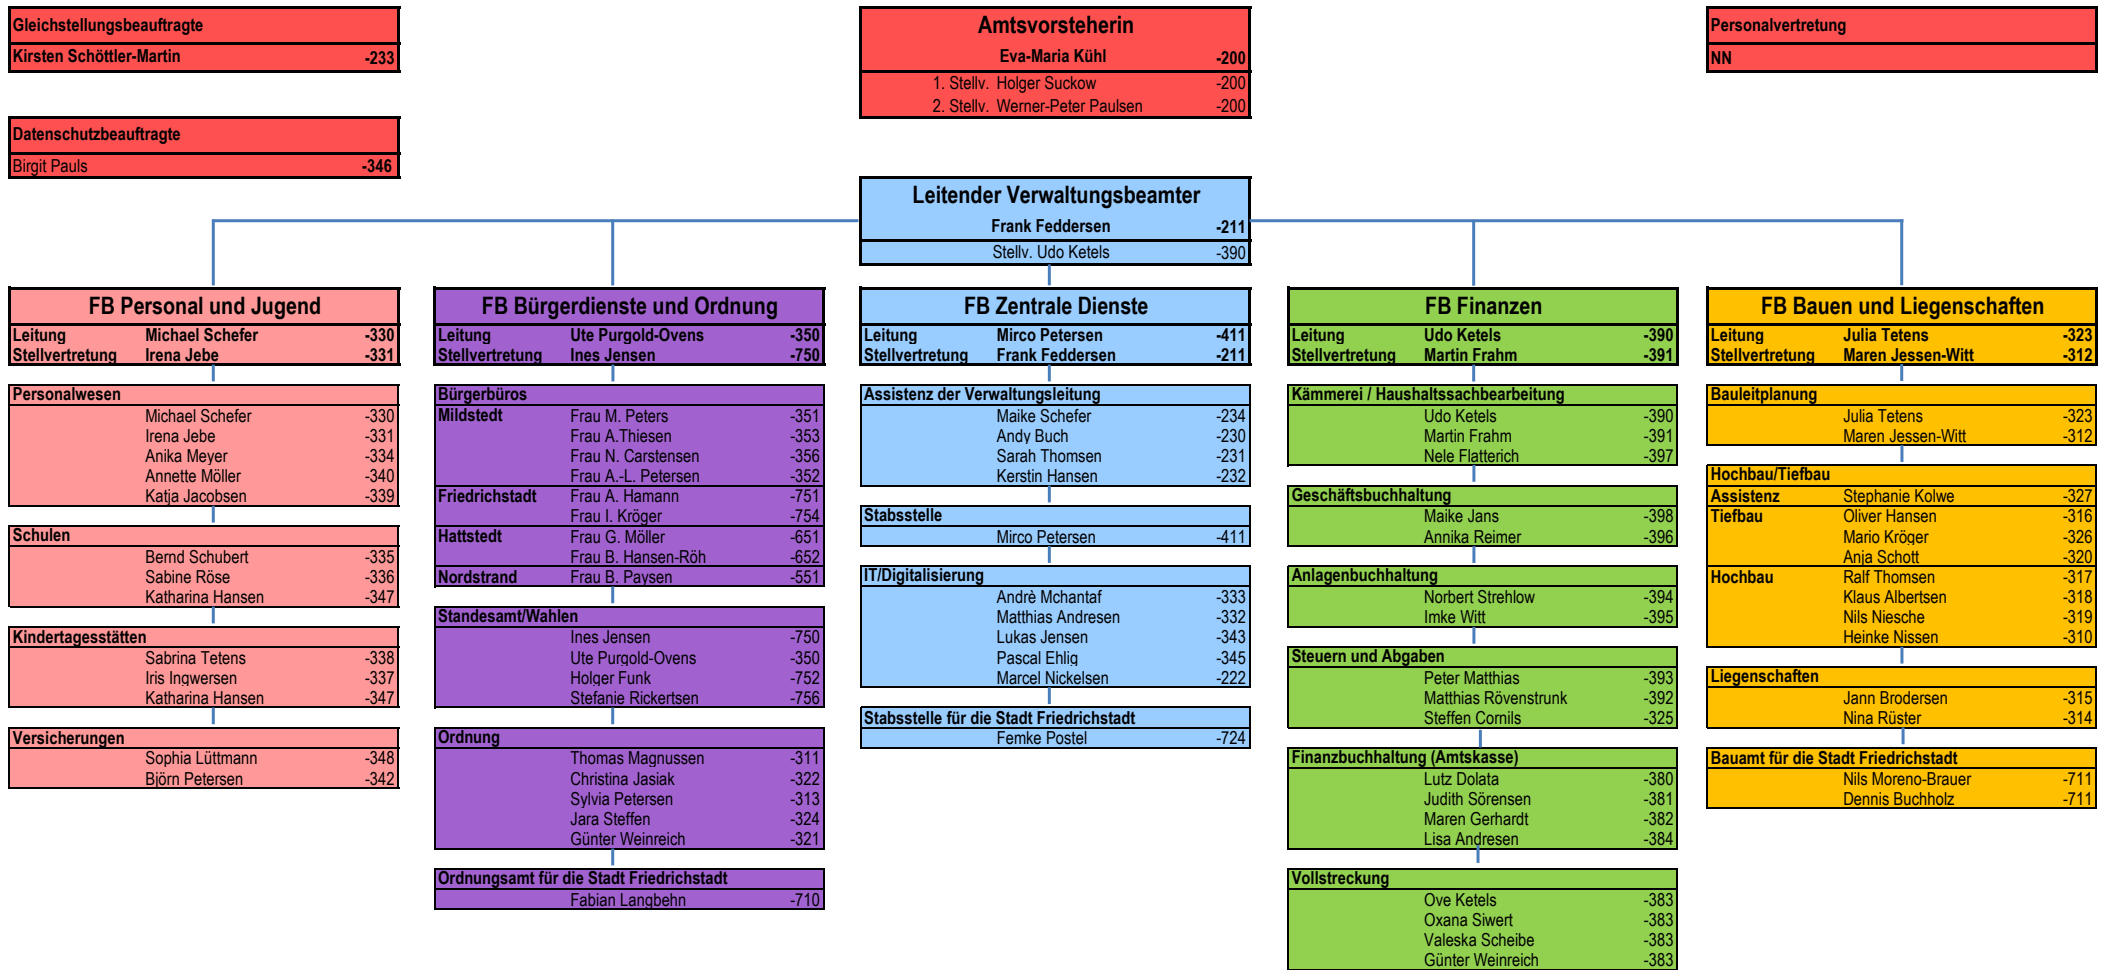 Gleichstellungsbeauftragte
Kirsten Schöttler-Martin -233
Datenschutzbeauftragte
Birgit Pauls -346
Amtsvorsteherin
Eva-Maria Kühl -200
1. Stellv. Holger Suckow -200
2. Stellv. Werner-Peter Paulsen -200
Personalvertretung
NN
Leitender Verwaltungsbeamter
Frank Feddersen -211
Stellv. Udo Ketels -390
FB Personal und Jugend
Leitung Michael Schefer -330
Stellvertretung Irena Jebe -331
Personalwesen
Michael Schefer -330
Irena Jebe -331
Anika Meyer -334
Annette Möller -340
Katja Jacobsen -339
Schulen
Bernd Schubert -335
Sabine Röse -336
Katharina Hansen -347
Kindertagesstätten
Sabrina Tetens -338
Iris Ingwersen -337
Katharina Hansen -347
Versicherungen
Sophia Lüttmann -348
Björn Petersen -342
FB Bürgerdienste und Ordnung
Leitung Ute Purgold-Ovens -350
Stellvertretung Ines Jensen -750
Bürgerbüros
Mildstedt Frau M. Peters -351
Frau A.Thiesen -353
Frau N. Carstensen -356
Frau A.-L. Petersen -352
Friedrichstadt Frau A. Hamann -751
Frau I. Kröger -754
Hattstedt Frau G. Möller -651
Frau B. Hansen-Röh -652
Nordstrand Frau B. Paysen -551
Standesamt/Wahlen
Ines Jensen -750
Ute Purgold-Ovens -350
Holger Funk -752
Stefanie Rickertsen -756
Ordnung
Thomas Magnussen -311
Christina Jasiak -322
Sylvia Petersen -313
Jara Steffen -324
Günter Weinreich -321
Ordnungsamt für die Stadt Friedrichstadt
Fabian Langbehn -710
FB Zentrale Dienste
Leitung Mirco Petersen -411
Stellvertretung Frank Feddersen -211
Assistenz der Verwaltungsleitung
Maike Schefer -234
Andy Buch -230
Sarah Thomsen -231
Kerstin Hansen -232
Stabsstelle
Mirco Petersen -411
IT/Digitalisierung
Andrè Mchantaf -333
Matthias Andresen -332
Lukas Jensen -343
Pascal Ehlig -345
Marcel Nickelsen -222
Stabsstelle für die Stadt Friedrichstadt
Femke Postel -724
FB Finanzen
Leitung Udo Ketels -390
Stellvertretung Martin Frahm -391
Kämmerei / Haushaltssachbearbeitung
Udo Ketels -390
Martin Frahm -391
Nele Flatterich -397
Geschäftsbuchhaltung
Maike Jans -398
Annika Reimer -396
Anlagenbuchhaltung
Norbert Strehlow -394
Imke Witt -395
Steuern und Abgaben
Peter Matthias -393
Matthias Rövenstrunk -392
Steffen Cornils -325
Finanzbuchhaltung (Amtskasse)
Lutz Dolata -380
Judith Sörensen -381
Maren Gerhardt -382
Lisa Andresen -384
Vollstreckung
Ove Ketels -383
Oxana Siwert -383
Valeska Scheibe -383
Günter Weinreich -383
FB Bauen und Liegenschaften
Leitung Julia Tetens -323
Stellvertretung Maren Jessen-Witt -312
Bauleitplanung
Julia Tetens -323
Maren Jessen-Witt -312
Hochbau/Tiefbau
Assistenz Stephanie Kolwe -327
Tiefbau Oliver Hansen -316
Mario Kröger -326
Anja Schott -320
Hochbau Ralf Thomsen -317
Klaus Albertsen -318
Nils Niesche -319
Heinke Nissen -310
Liegenschaften
Jann Brodersen -315
Nina Rüster -314
Bauamt für die Stadt Friedrichstadt
Nils Moreno-Brauer -711
Dennis Buchholz -711